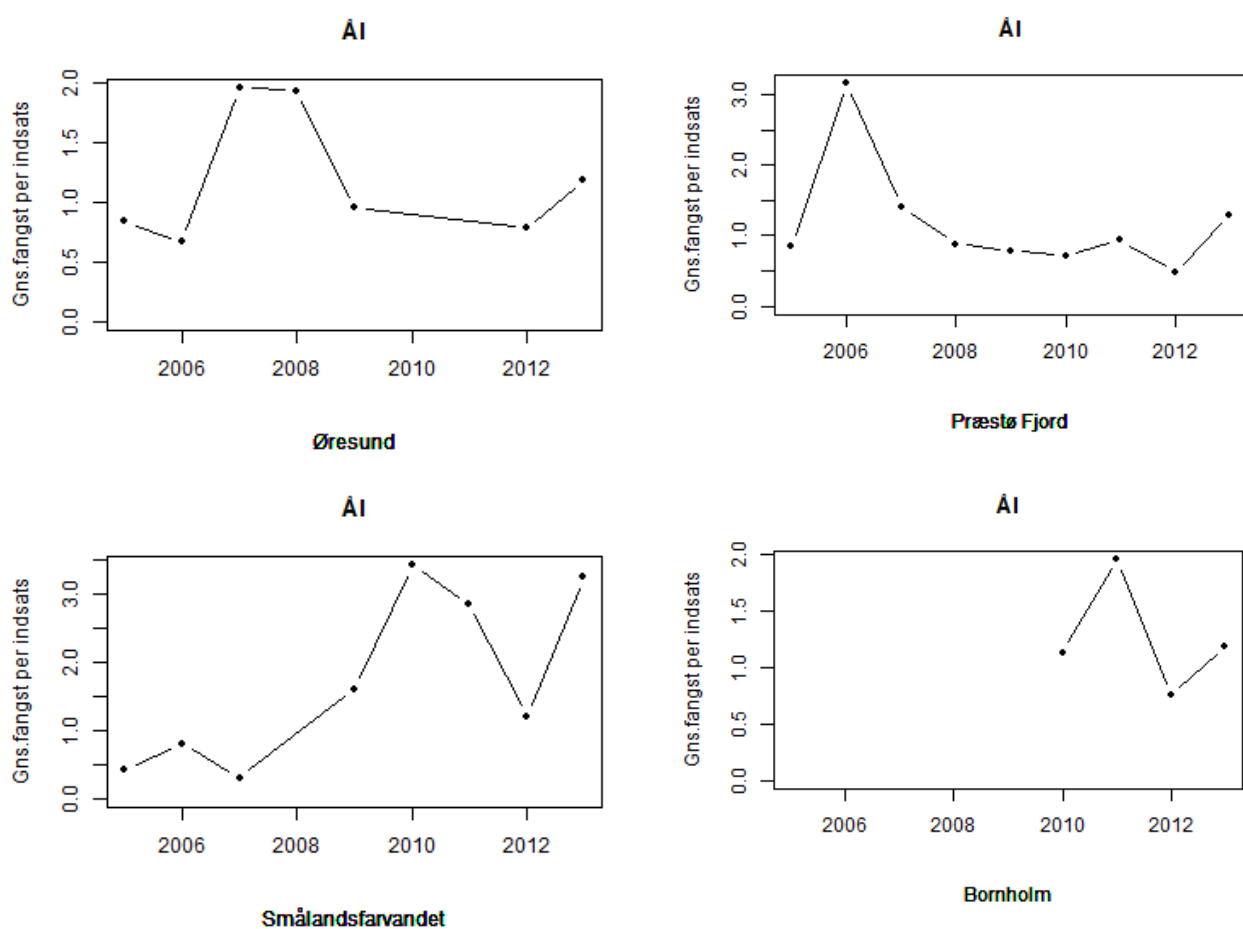 Ål
Gns.fangst per indsats
0.0 0.5 1.0 1.5 2.0
2006 2008 2010 2012
Øresund
Ål
Gns.fangst per indsats
0.0 1.0 2.0 3.0
2006 2008 2010 2012
Præstø Fjord
Ål
Gns.fangst per indsats
0.0 1.0 2.0 3.0
2006 2008 2010 2012
Smålandsfarvandet
Ål
Gns.fangst per indsats
0.0 0.5 1.0 1.5 2.0
2006 2008 2010 2012
Bornholm